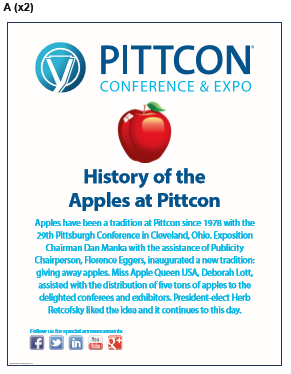 A (x2)
PITTCON®
CONFERENCE & EXPO
History of the
Apples at Pittcon
Apples have been a tradition at Pittcon since 1978 with the
29th Pittsburgh Conference in Cleveland, Ohio. Exposition
Chairman Dan Manka with the assistance of Publicity
Chairperson, Florence Eggers, inaugurated a new tradition:
giving away apples. Miss Apple Queen USA, Deborah Lott,
assisted with the distribution of five tons of apples to the
delighted conferees and exhibitors. President-elect Herb
Retcofsky liked the idea and it continues to this day.
Follow us for special announcements
f in You Tube g+